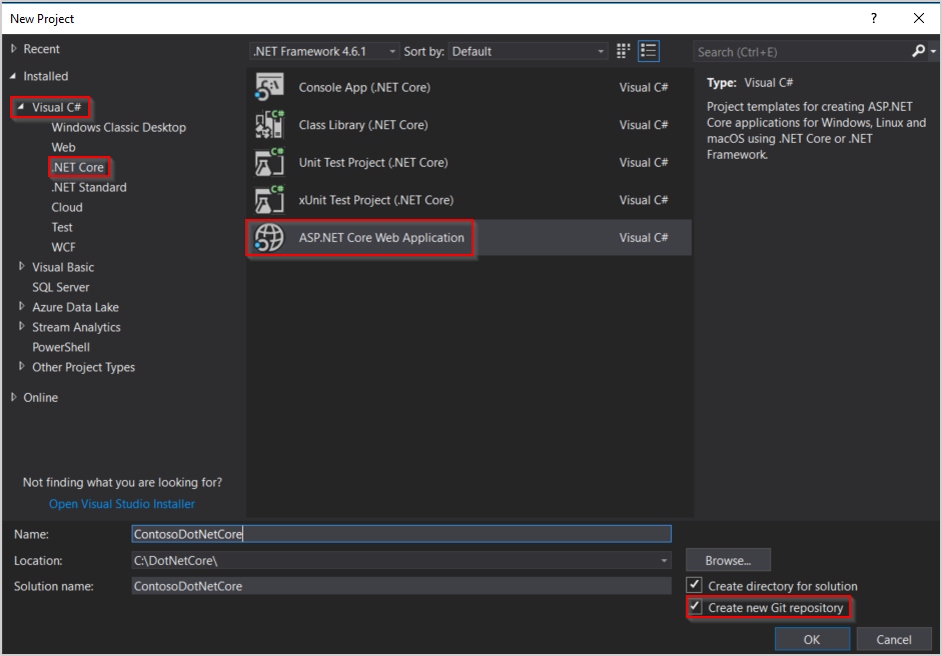 New Project
?
Recent
.NET Framework 4.6.1
Sort by:
Default
Search (Ctrl+E)
Installed
Visual C#
Windows Classic Desktop
Web
.NET Core
.NET Standard
Cloud
Test
WCF
Visual Basic
SQL Server
Azure Data Lake
Stream Analytics
PowerShell
Other Project Types
Online
Not finding what you are looking for?
Open Visual Studio Installer
Console App (.NET Core) Visual C#
Class Library (.NET Core) Visual C#
Unit Test Project (.NET Core) Visual C#
xUnit Test Project (.NET Core) Visual C#
ASP.NET Core Web Application Visual C#
Type: Visual C#
Project templates for creating ASP.NET
Core applications for Windows, Linux and
macOS using .NET Core or .NET
Framework.
Name: ContosoDotNetCore
Location: C:\DotNetCore\
Browse...
Solution name: ContosoDotNetCore
Create directory for solution
Create new Git repository
OK
Cancel